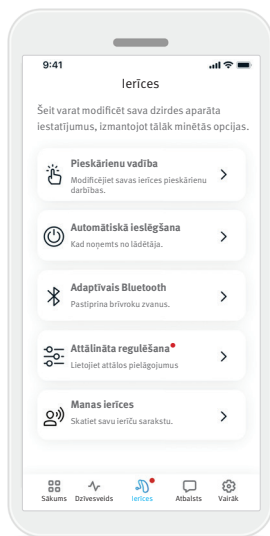 9:41
Ierīces
Šeit varat modificēt sava dzirdes aparāta
iestatījumus, izmantojot tālāk minētās opcijas.
Pieskārienu vadība
Modificējiet savas ierīces pieskārienu
darbības.
Automātiskā ieslēgšana
Kad noņemts no lādētāja.
Adaptīvais Bluetooth
Pastiprina brīvroku zvanus.
Attālināta regulēšana
Lietojiet attālos pielāgojumus
Manas ierīces
Skatiet savu ierīču sarakstu.
Sākums Dzīvesveids Ierīces Atbalsts Vairāk